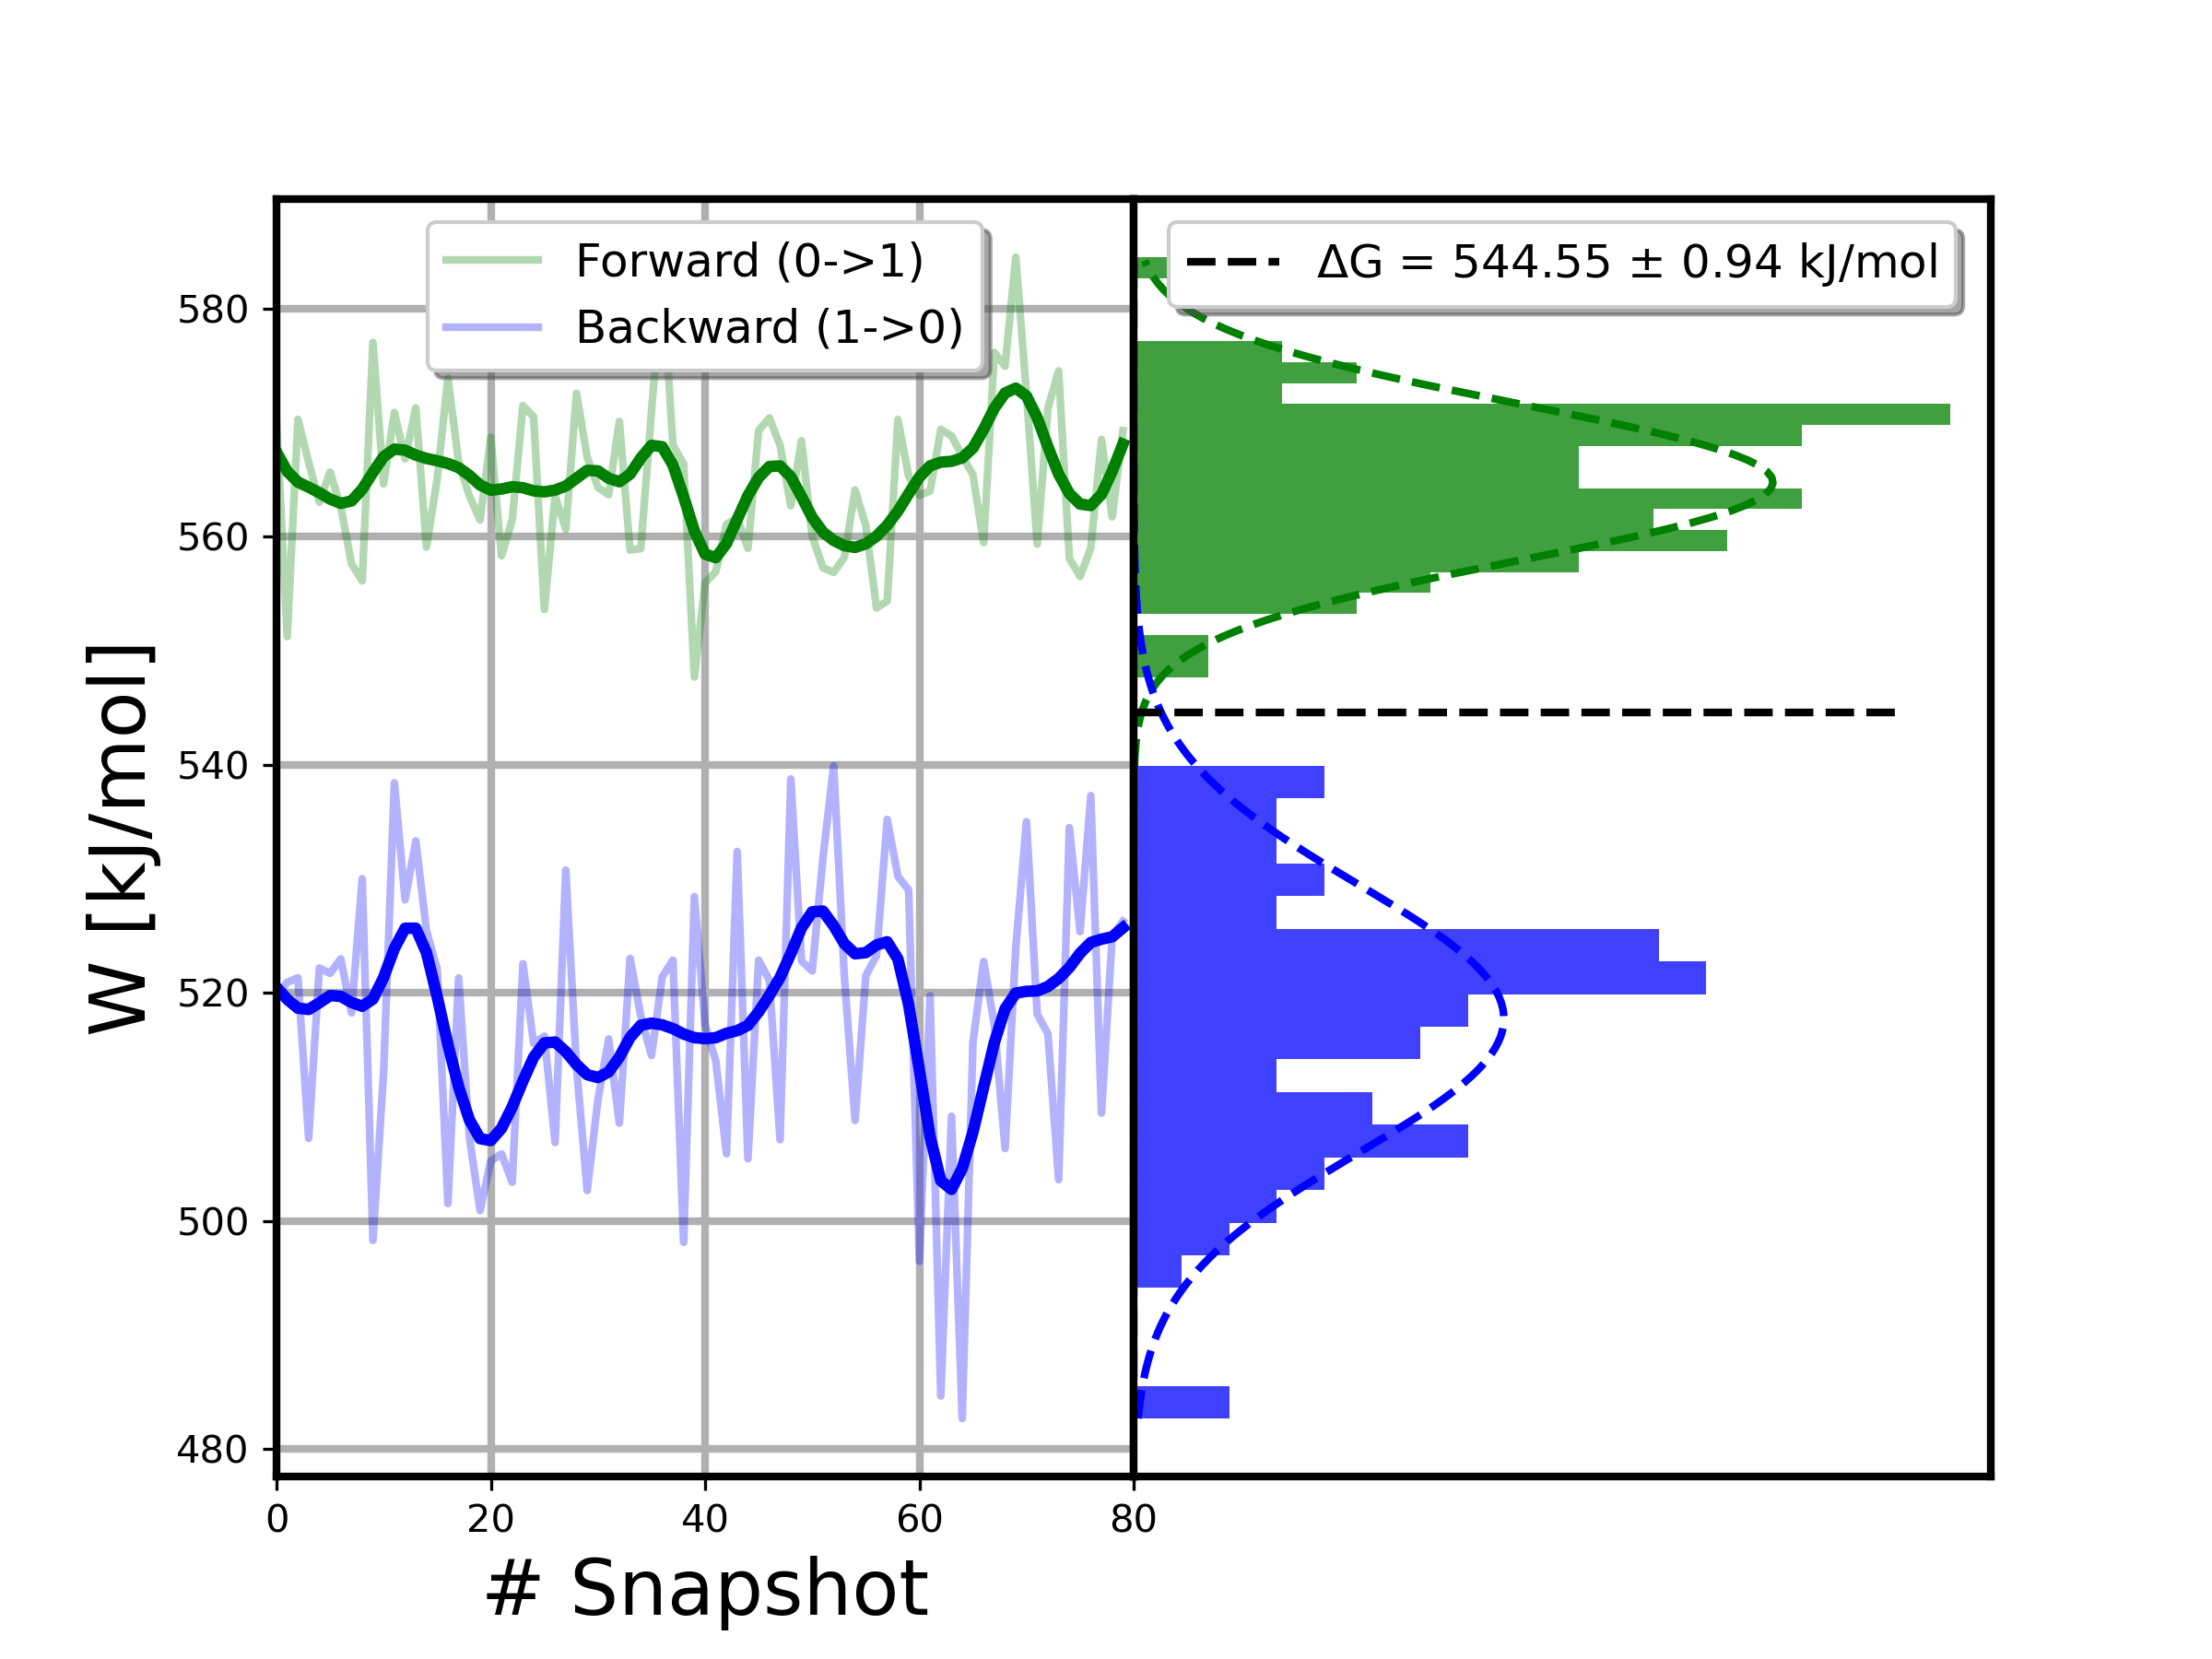 Forward (0->1)
Backward (1->0)
ΔG = 544.55 ± 0.94 kJ/mol
W [kJ/mol]
580
560
540
520
500
480
0 20 40 60 80
# Snapshot